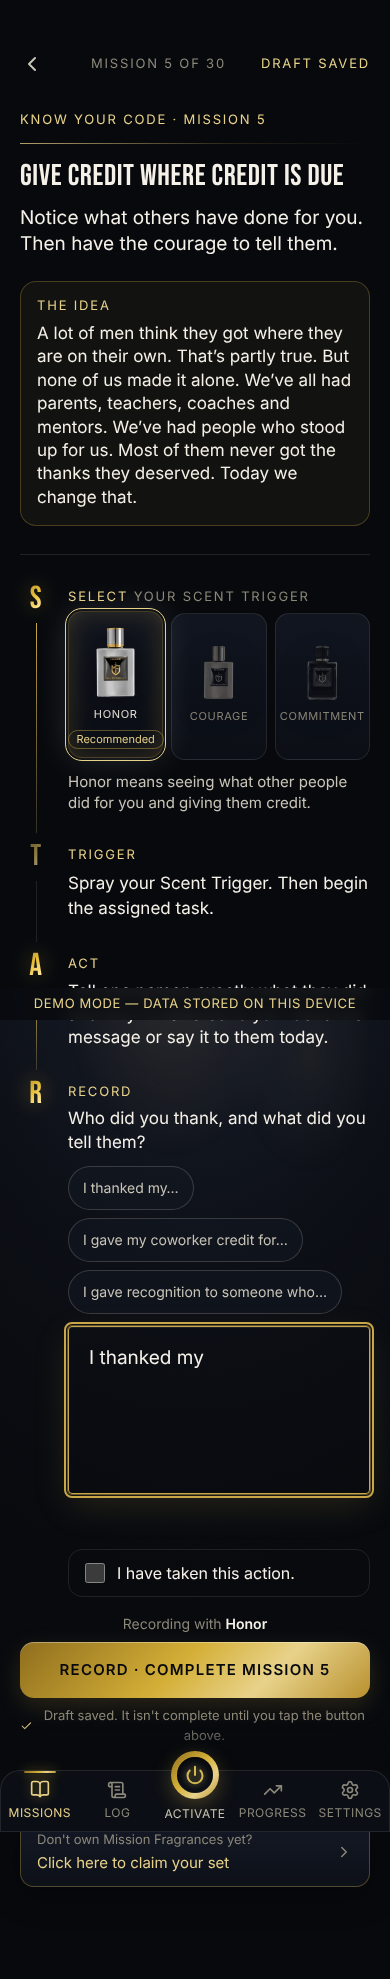 MISSION 5 OF 30
DRAFT SAVED
KNOW YOUR CODE · MISSION 5
GIVE CREDIT WHERE CREDIT IS DUE
Notice what others have done for you.
Then have the courage to tell them.
THE IDEA
A lot of men think they got where they
are on their own. That’s partly true. But
none of us made it alone. We’ve all had
parents, teachers, coaches and
mentors. We’ve had people who stood
up for us. Most of them never got the
thanks they deserved. Today we
change that.
S
SELECT YOUR SCENT TRIGGER
HONOR
Recommended
COURAGE
COMMITMENT
Honor means seeing what other people
did for you and giving them credit.
T
TRIGGER
Spray your Scent Trigger. Then begin
the assigned task.
A
ACT
Tell one person exactly what they did
DEMO MODE — DATA STORED ON THIS DEVICE
message or say it to them today.
R
RECORD
Who did you thank, and what did you
tell them?
I thanked my...
I gave my coworker credit for...
I gave recognition to someone who...
I thanked my
I have taken this action.
Recording with Honor
RECORD · COMPLETE MISSION 5
Draft saved. It isn't complete until you tap the button
above.
MISSIONS
LOG
ACTIVATE
PROGRESS
SETTINGS
Don't own Mission Fragrances yet?
Click here to claim your set